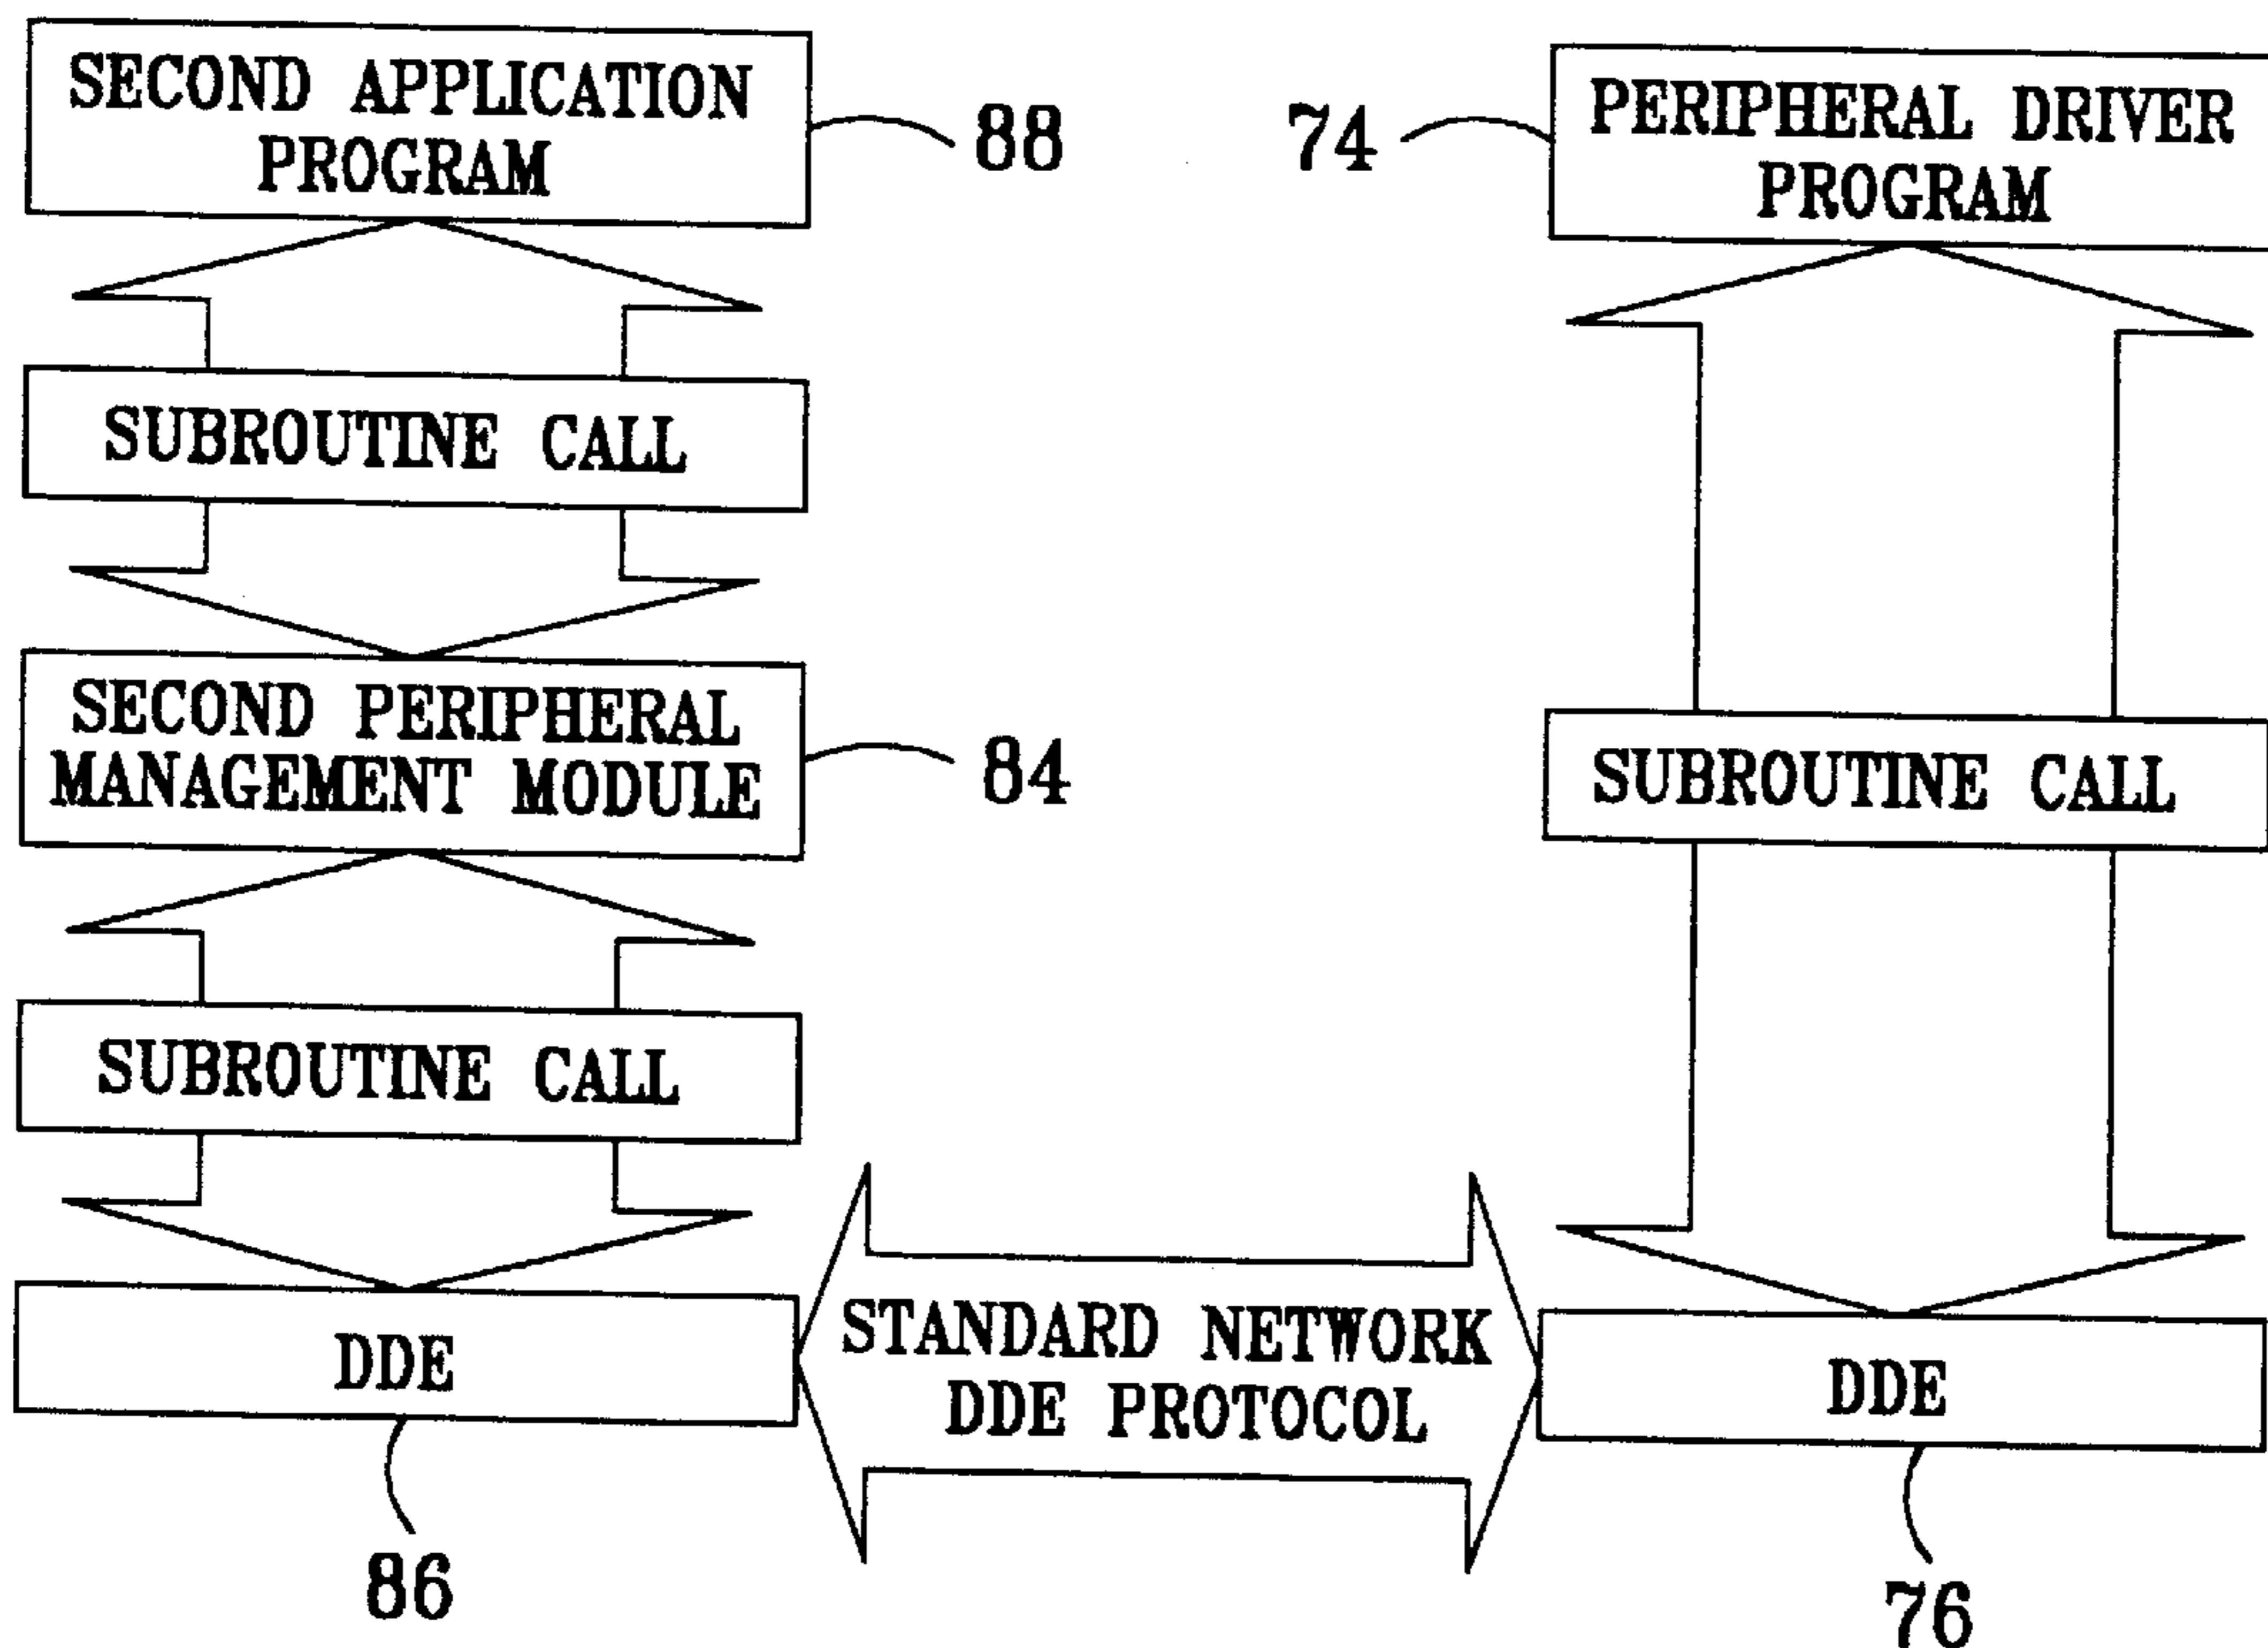 SECOND APPLICATION
PROGRAM
88
SUBROUTINE CALL
SECOND PERIPHERAL
MANAGEMENT MODULE
84
SUBROUTINE CALL
DDE
86
STANDARD NETWORK
DDE PROTOCOL
74
PERIPHERAL DRIVER
PROGRAM
SUBROUTINE CALL
DDE
76